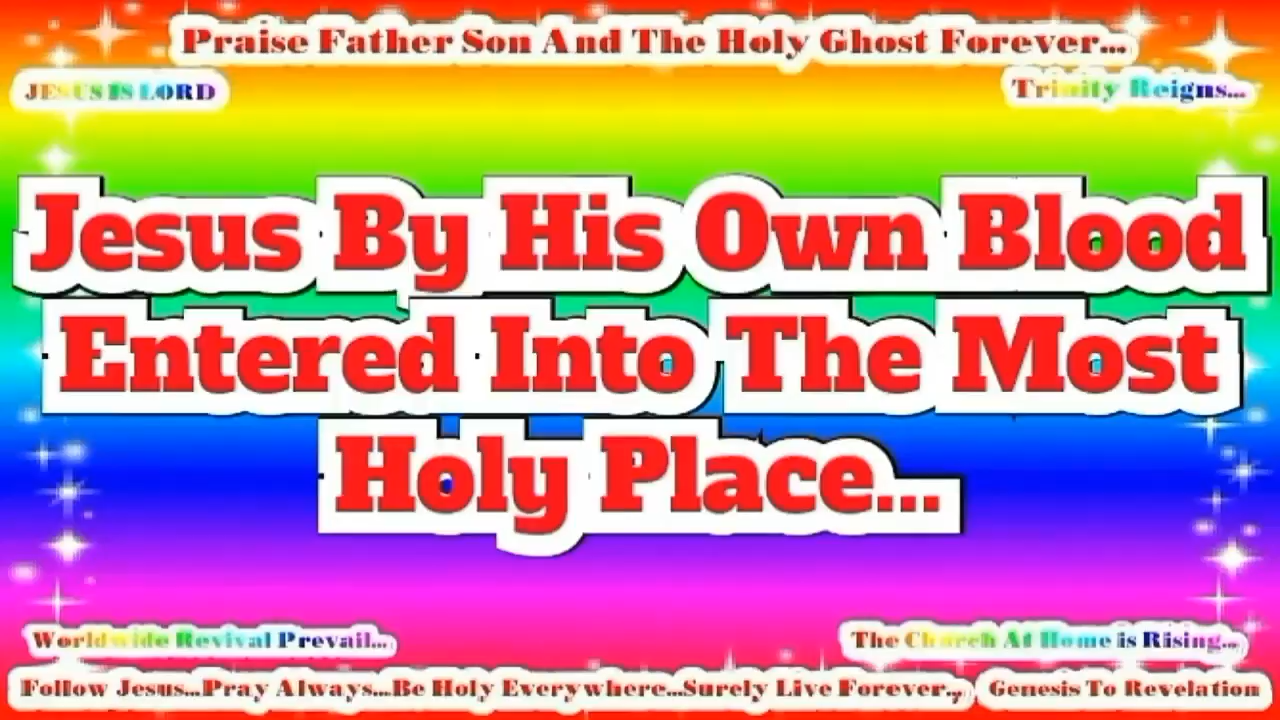 Praise Father Son And The Holy Ghost Forever...
JESUS IS LORD
Trinity Reigns...
Jesus By His Own Blood
Entered Into The Most
Holy Place...
Worldwide Revival Prevail...
The Church At Home is Rising...
Follow Jesus...Pray Always...Be Holy Everywhere...Surely Live Forever.., Genesis To Revelation